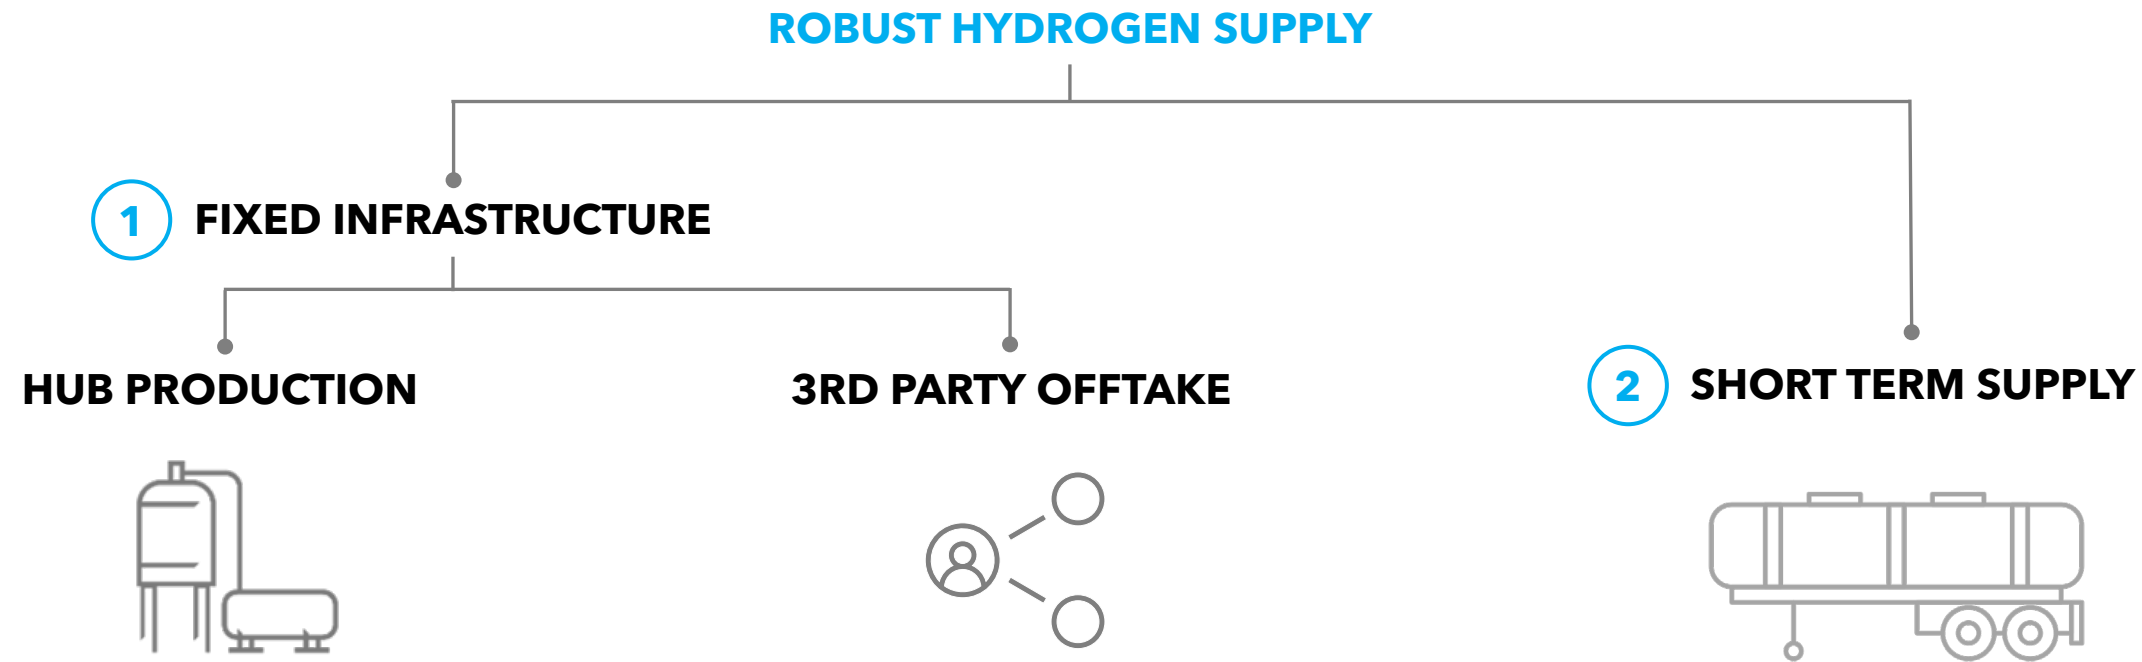 ROBUST HYDROGEN SUPPLY
1 FIXED INFRASTRUCTURE
HUB PRODUCTION
3RD PARTY OFFTAKE
2 SHORT TERM SUPPLY